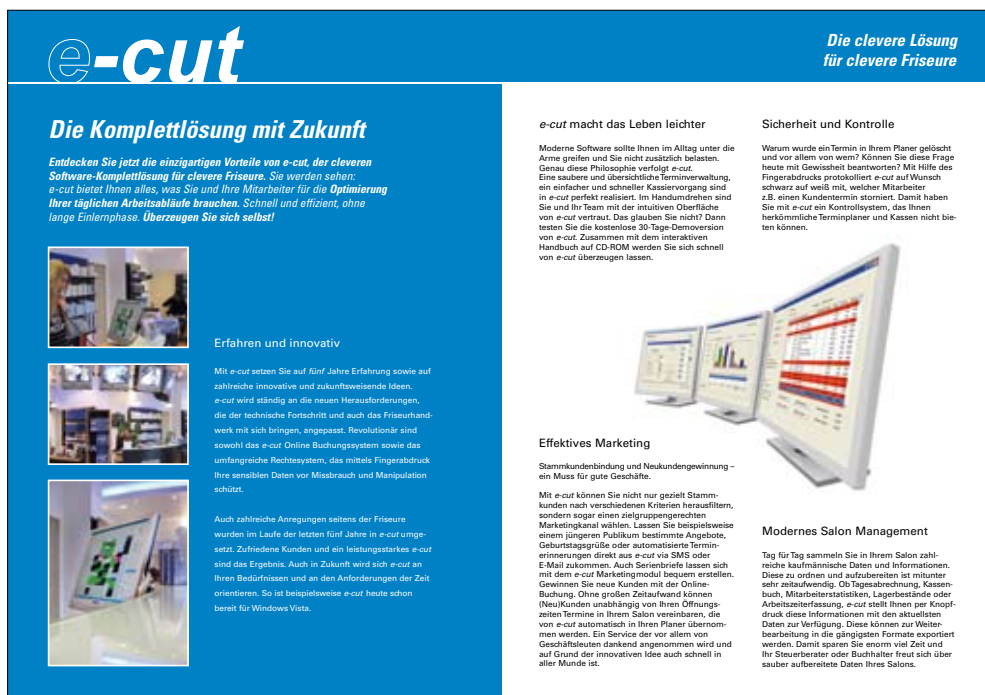 e-cut
Die clevere Lösung
für clevere Friseure
Die Komplettlösung mit Zukunft
Entdecken Sie jetzt die einzigartigen Vorteile von e-cut, der cleveren
Software-Komplettlösung für clevere Friseure. Sie werden sehen:
e-cut bietet Ihnen alles, was Sie und Ihre Mitarbeiter für die Optimierung
Ihrer täglichen Arbeitsabläufe brauchen. Schnell und effizient, ohne
lange Einlernphase. Überzeugen Sie sich selbst!
Erfahren und innovativ
Mit e-cut setzen Sie auf fünf Jahre Erfahrung sowie auf
zahlreiche innovative und zukunftsweisende Ideen.
e-cut wird ständig an die neuen Herausforderungen,
die der technische Fortschritt und auch das Friseurhand-
werk mit sich bringen, angepasst. Revolutionär sind
sowohl das e-cut Online Buchungssystem sowie das
umfangreiche Rechtesystem, das mittels Fingerabdruck
Ihre sensiblen Daten vor Missbrauch und Manipulation
schützt.
Auch zahlreiche Anregungen seitens der Friseure
wurden im Laufe der letzten fünf Jahre in e-cut umge-
setzt. Zufriedene Kunden und ein leistungsstarkes e-cut
sind das Ergebnis. Auch in Zukunft wird sich e-cut an
Ihren Bedürfnissen und an den Anforderungen der Zeit
orientieren. So ist beispielsweise e-cut heute schon
bereit für Windows Vista.
e-cut macht das Leben leichter
Moderne Software sollte Ihnen im Alltag unter die
Arme greifen und Sie nicht zusätzlich belasten.
Genau diese Philosophie verfolgt e-cut.
Eine saubere und übersichtliche Terminverwaltung,
ein einfacher und schneller Kassiervorgang sind
in e-cut perfekt realisiert. Im Handumdrehen sind
Sie und Ihr Team mit der intuitiven Oberfläche
von e-cut vertraut. Das glauben Sie nicht? Dann
testen Sie die kostenlose 30-Tage-Demoversion
von e-cut. Zusammen mit dem interaktiven
Handbuch auf CD-ROM werden Sie sich schnell
von e-cut überzeugen lassen.
Effektives Marketing
Stammkundenbindung und Neukundengewinnung –
ein Muss für gute Geschäfte.
Mit e-cut können Sie nicht nur gezielt Stamm-
kunden nach verschiedenen Kriterien herausfiltern,
sondern sogar einen zielgruppengerechten
Marketingkanal wählen. Lassen Sie beispielsweise
einem jüngeren Publikum bestimmte Angebote,
Geburtstagsgrüße oder automatisierte Termin-
erinnerungen direkt aus e-cut via SMS oder
E-Mail zukommen. Auch Serienbriefe lassen sich
mit dem e-cut Marketingmodul bequem erstellen.
Gewinnen Sie neue Kunden mit der Online-
Buchung. Ohne großen Zeitaufwand können
(Neu)Kunden unabhängig von Ihren Öffnungs-
zeiten Termine in Ihrem Salon vereinbaren, die
von e-cut automatisch in Ihren Planer übernom-
men werden. Ein Service der vor allem von
Geschäftsleuten dankend angenommen wird und
auf Grund der innovativen Idee auch schnell in
aller Munde ist.
Sicherheit und Kontrolle
Warum wurde ein Termin in Ihrem Planer gelöscht
und vor allem von wem? Können Sie diese Frage
heute mit Gewissheit beantworten? Mit Hilfe des
Fingerabdrucks protokolliert e-cut auf Wunsch
schwarz auf weiß mit, welcher Mitarbeiter
z.B. einen Kundentermin storniert. Damit haben
Sie mit e-cut ein Kontrollsystem, das Ihnen
herkömmliche Terminplaner und Kassen nicht bie-
ten können.
Modernes Salon Management
Tag für Tag sammeln Sie in Ihrem Salon zahl-
reiche kaufmännische Daten und Informationen.
Diese zu ordnen und aufzubereiten ist mitunter
sehr zeitaufwendig. Ob Tagesabrechnung, Kassen-
buch, Mitarbeiterstatistiken, Lagerbestände oder
Arbeitszeiterfassung, e-cut stellt Ihnen per Knopf-
druck diese Informationen mit den aktuellsten
Daten zur Verfügung. Diese können zur Weiter-
bearbeitung in die gängigsten Formate exportiert
werden. Damit sparen Sie enorm viel Zeit und
Ihr Steuerberater oder Buchhalter freut sich über
sauber aufbereitete Daten Ihres Salons.